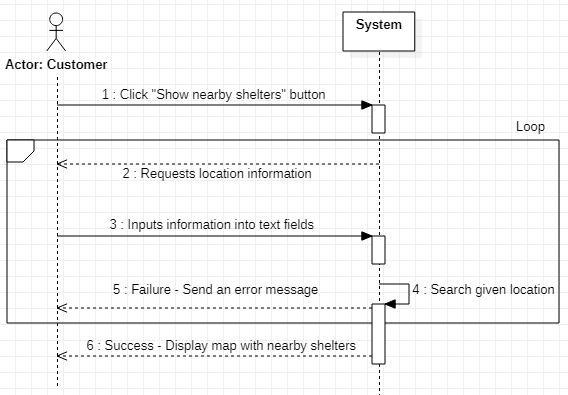 System
Actor: Customer
1 : Click "Show nearby shelters" button
Loop
2 : Requests location information
3 : Inputs information into text fields
5 : Failure - Send an error message
4 : Search given location
6 : Success - Display map with nearby shelters